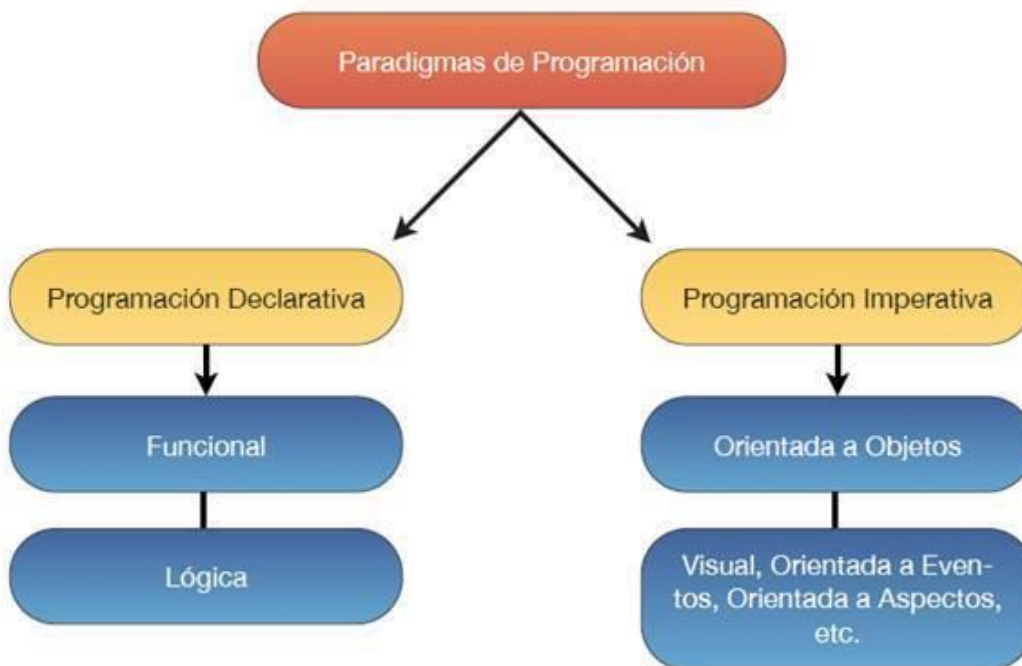 Paradigmas de Programación
Programación Declarativa
Programación Imperativa
Funcional
Orientada a Objetos
Lógica
Visual, Orientada a Even-
tos, Orientada a Aspectos,
etc.